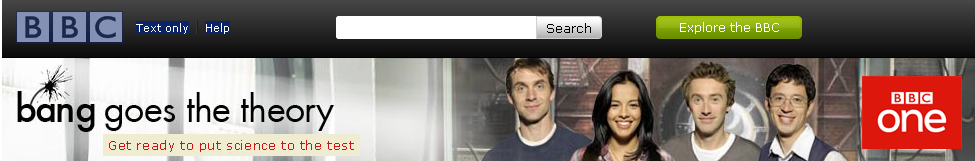 BBC Text only Help Search Explore the BBC
bang goes the theory
Get ready to put science to the test
BBC
one